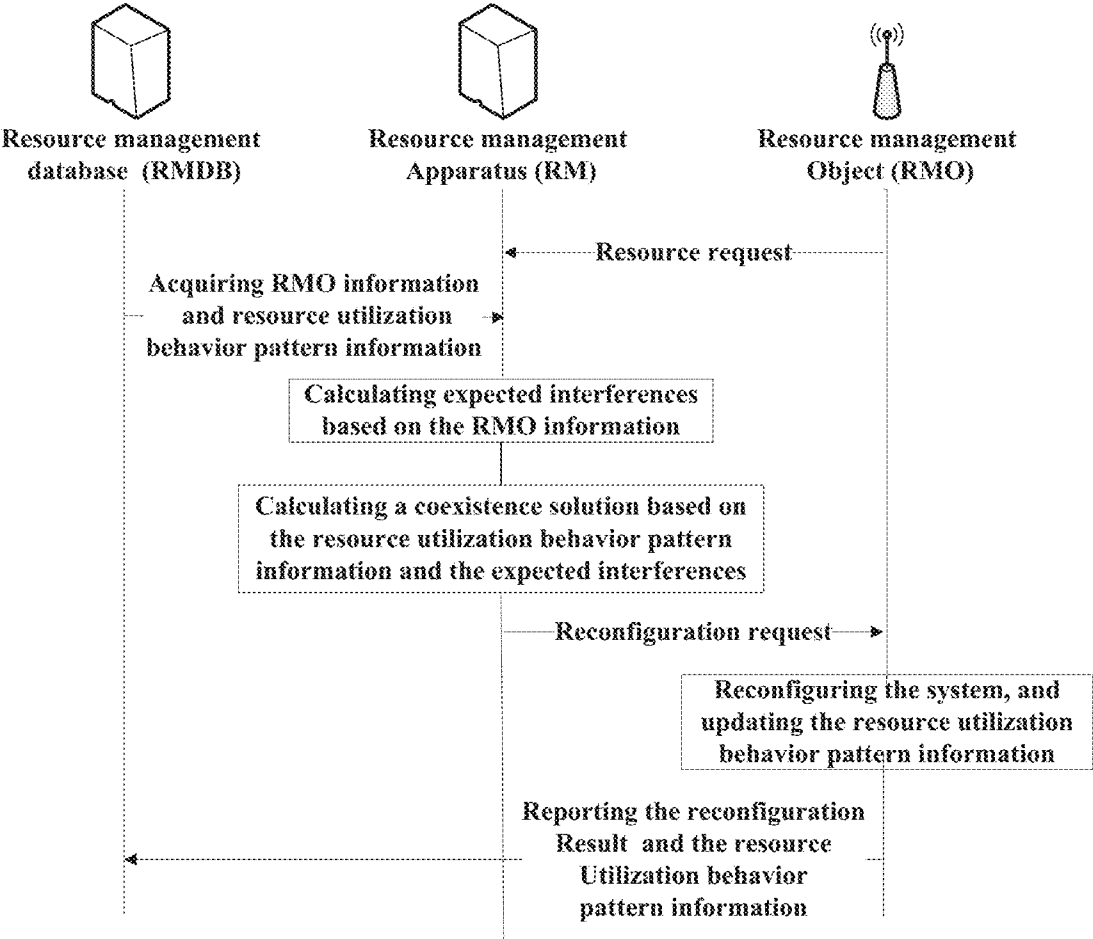 Resource management
database (RMDB)
Resource management
Apparatus (RM)
Resource management
Object (RMO)
Resource request
Acquiring RMO information
and resource utilization
behavior pattern information
Calculating expected interferences
based on the RMO information
Calculating a coexistence solution based on
the resource utilization behavior pattern
information and the expected interferences
Reconfiguration request
Reconfiguring the system, and
updating the resource utilization
behavior pattern information
Reporting the reconfiguration
Result and the resource
Utilization behavior
pattern information